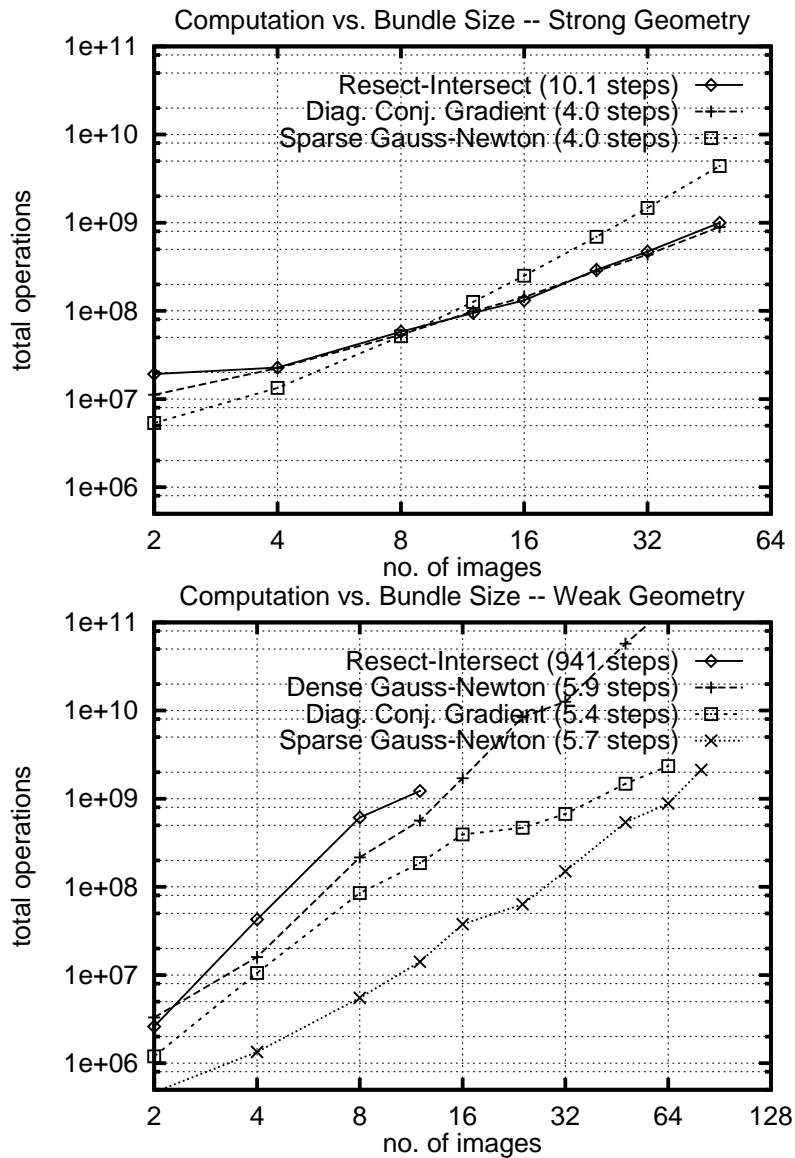 Computation vs. Bundle Size -- Strong Geometry
1e+11
Resect-Intersect (10.1 steps)
Diag. Conj. Gradient (4.0 steps)
Sparse Gauss-Newton (4.0 steps)
1e+10
1e+09
1e+08
1e+07
1e+06
total operations
2 4 8 16 32 64
no. of images
Computation vs. Bundle Size -- Weak Geometry
1e+11
Resect-Intersect (941 steps)
Dense Gauss-Newton (5.9 steps)
Diag. Conj. Gradient (5.4 steps)
Sparse Gauss-Newton (5.7 steps)
1e+10
1e+09
1e+08
1e+07
1e+06
total operations
2 4 8 16 32 64 128
no. of images